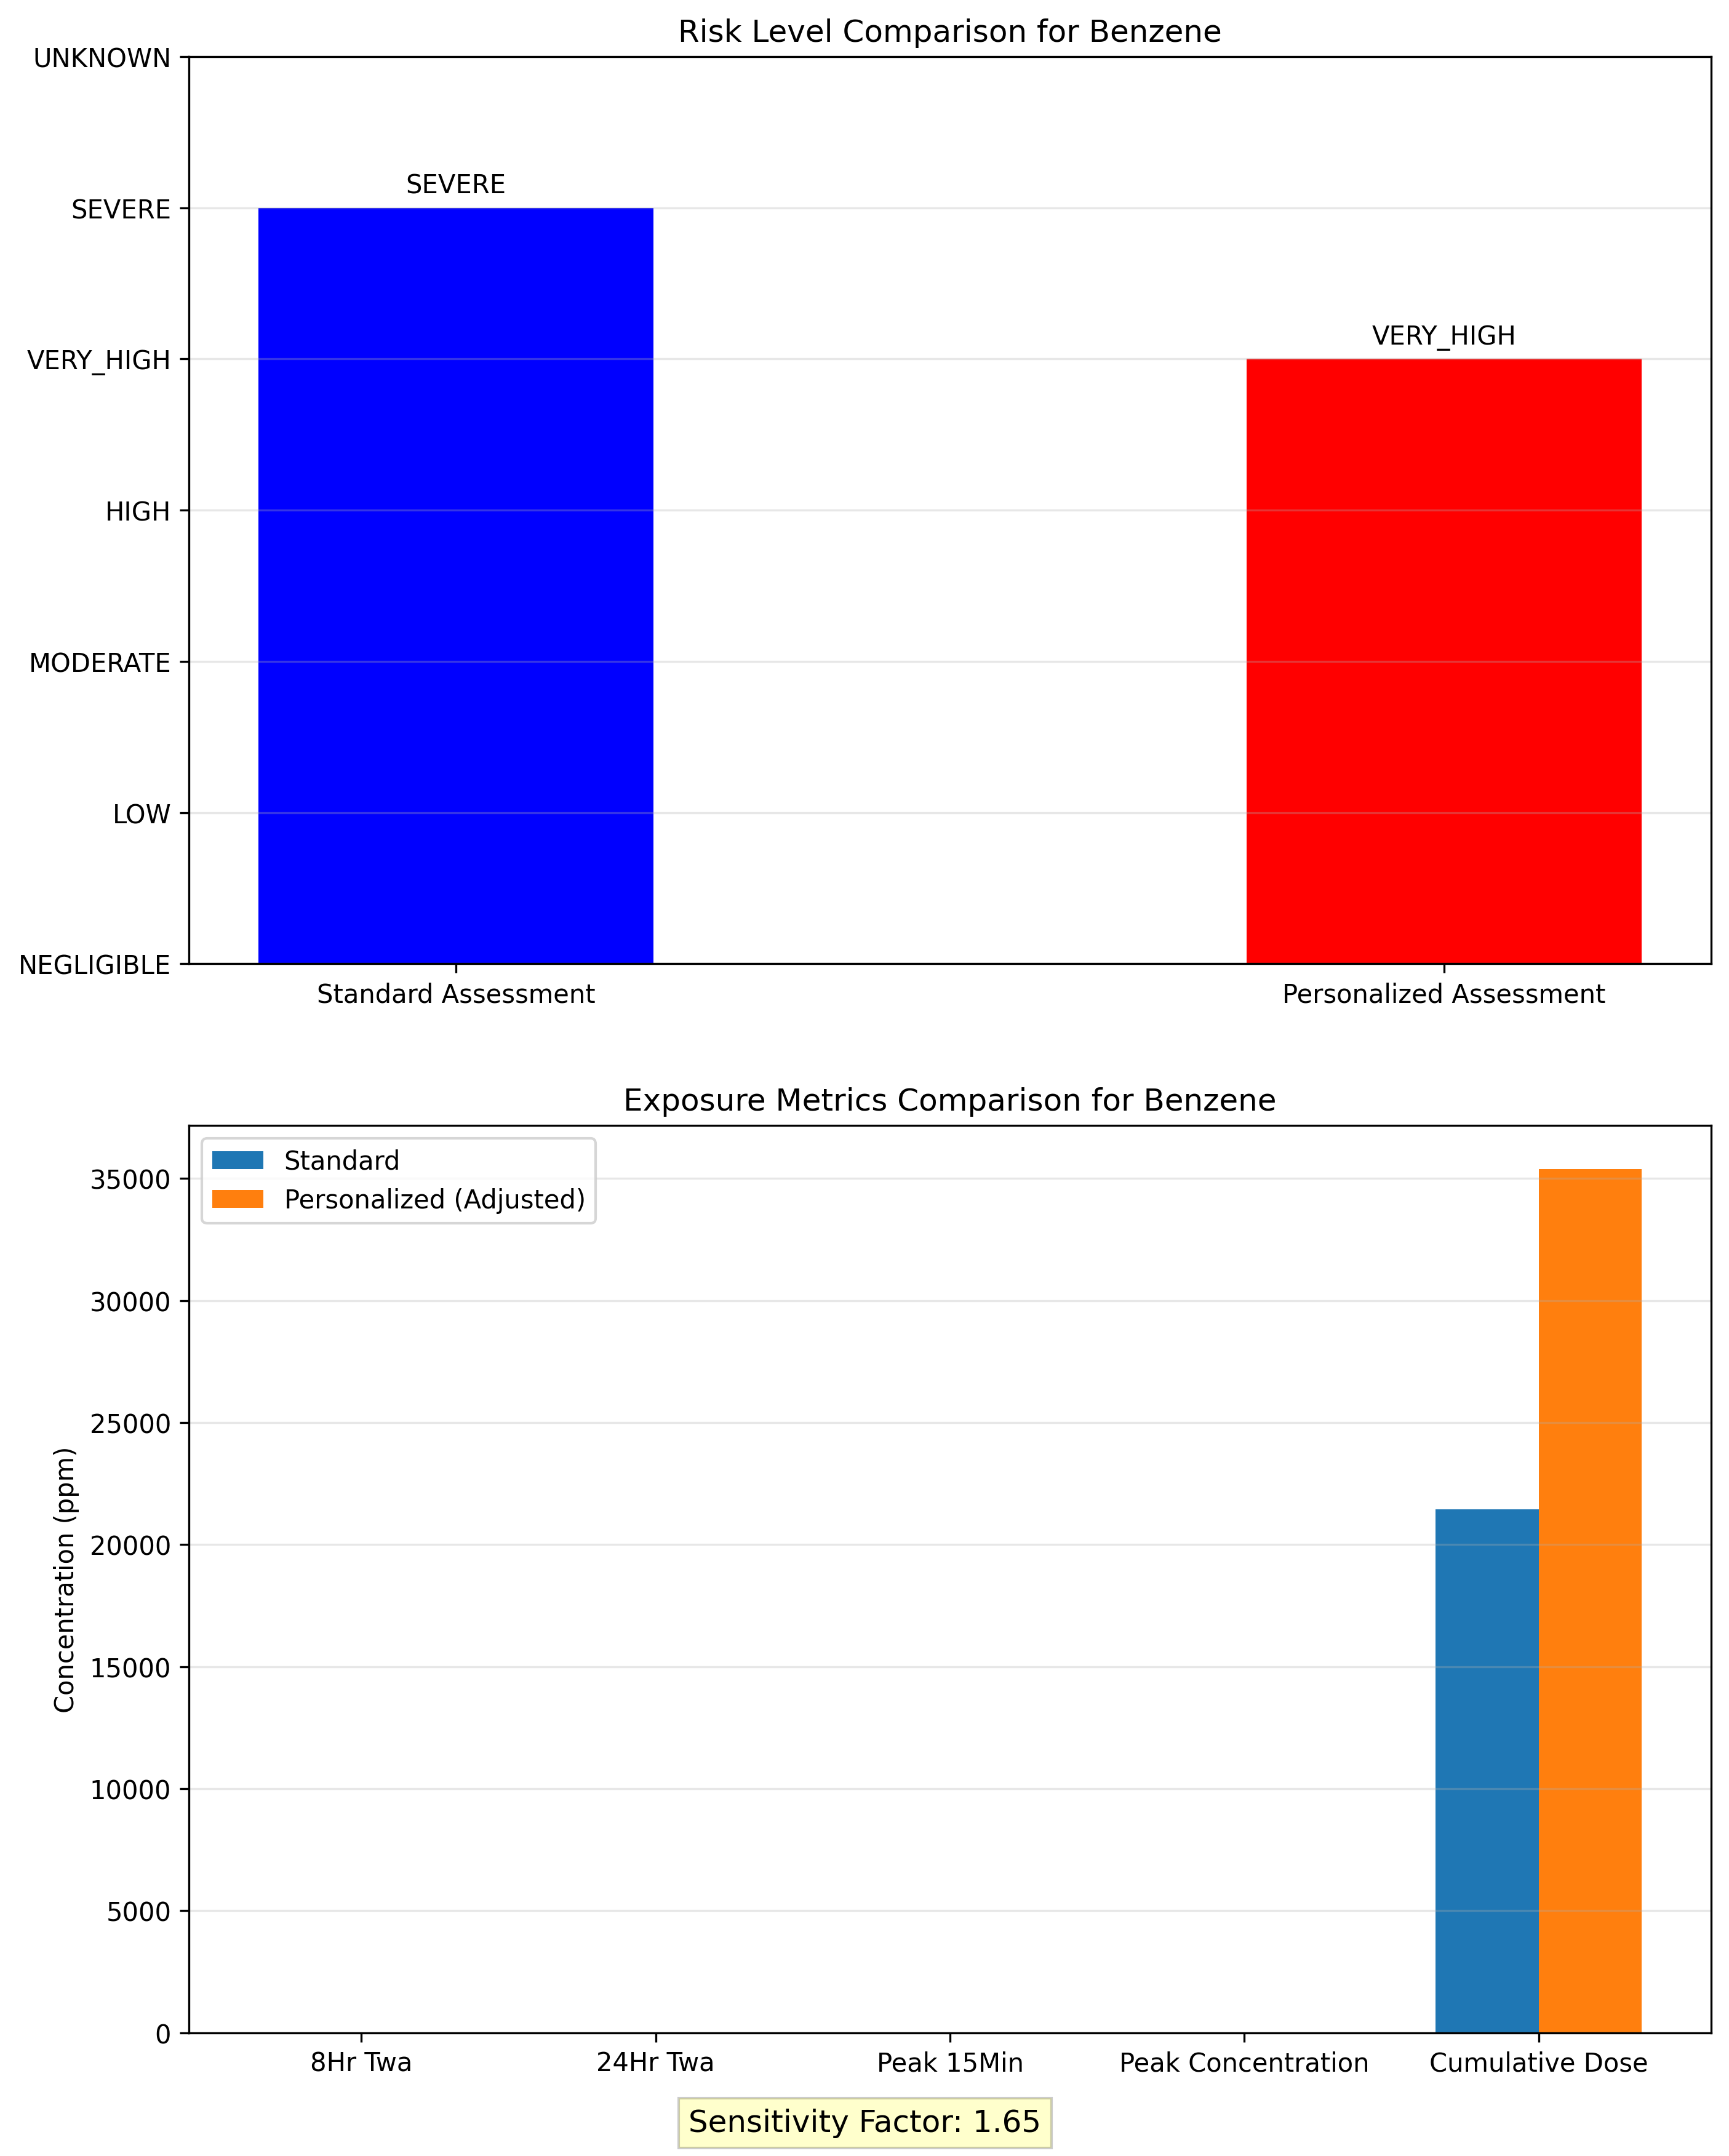 Risk Level Comparison for Benzene
UNKNOWN
SEVERE
SEVERE
VERY_HIGH
VERY_HIGH
HIGH
MODERATE
LOW
NEGLIGIBLE
Standard Assessment
Personalized Assessment
Exposure Metrics Comparison for Benzene
Standard
Personalized (Adjusted)
Concentration (ppm)
35000
30000
25000
20000
15000
10000
5000
0
8Hr Twa
24Hr Twa
Peak 15Min
Peak Concentration
Cumulative Dose
Sensitivity Factor: 1.65